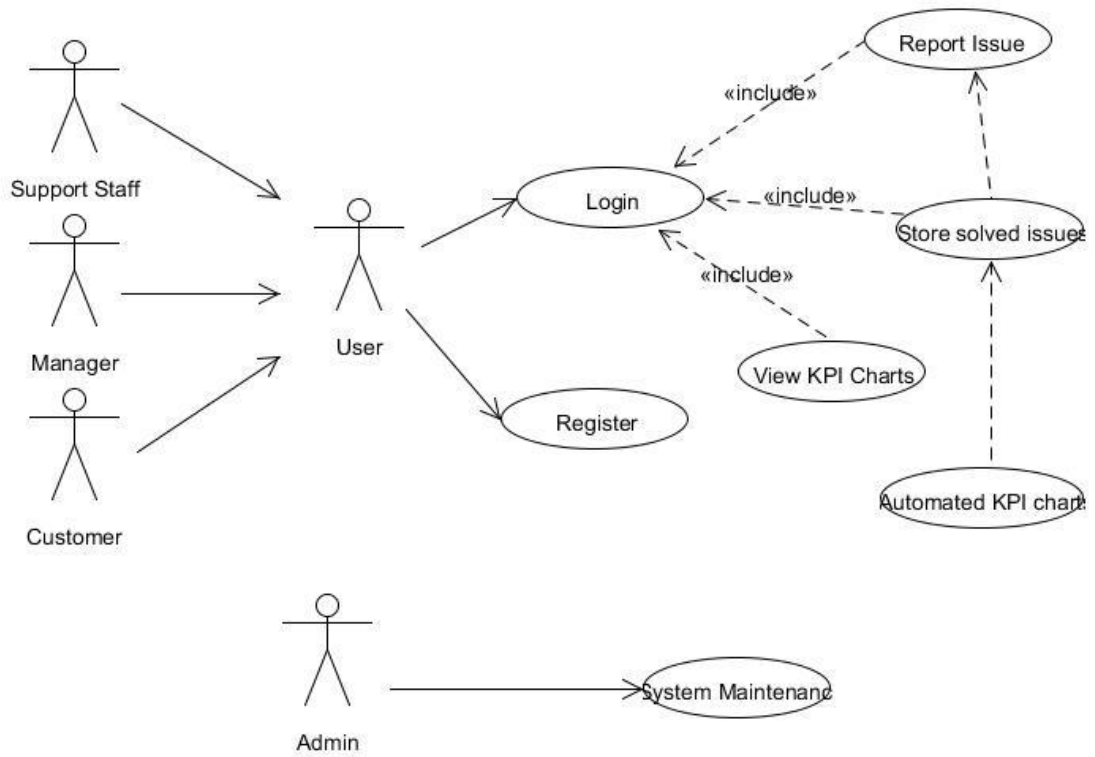 Report Issue
«include»
Support Staff
Login
«include»
Store solved issues
«include»
Manager
User
View KPI Charts
Register
Automated KPI charts
Customer
System Maintenanc
Admin